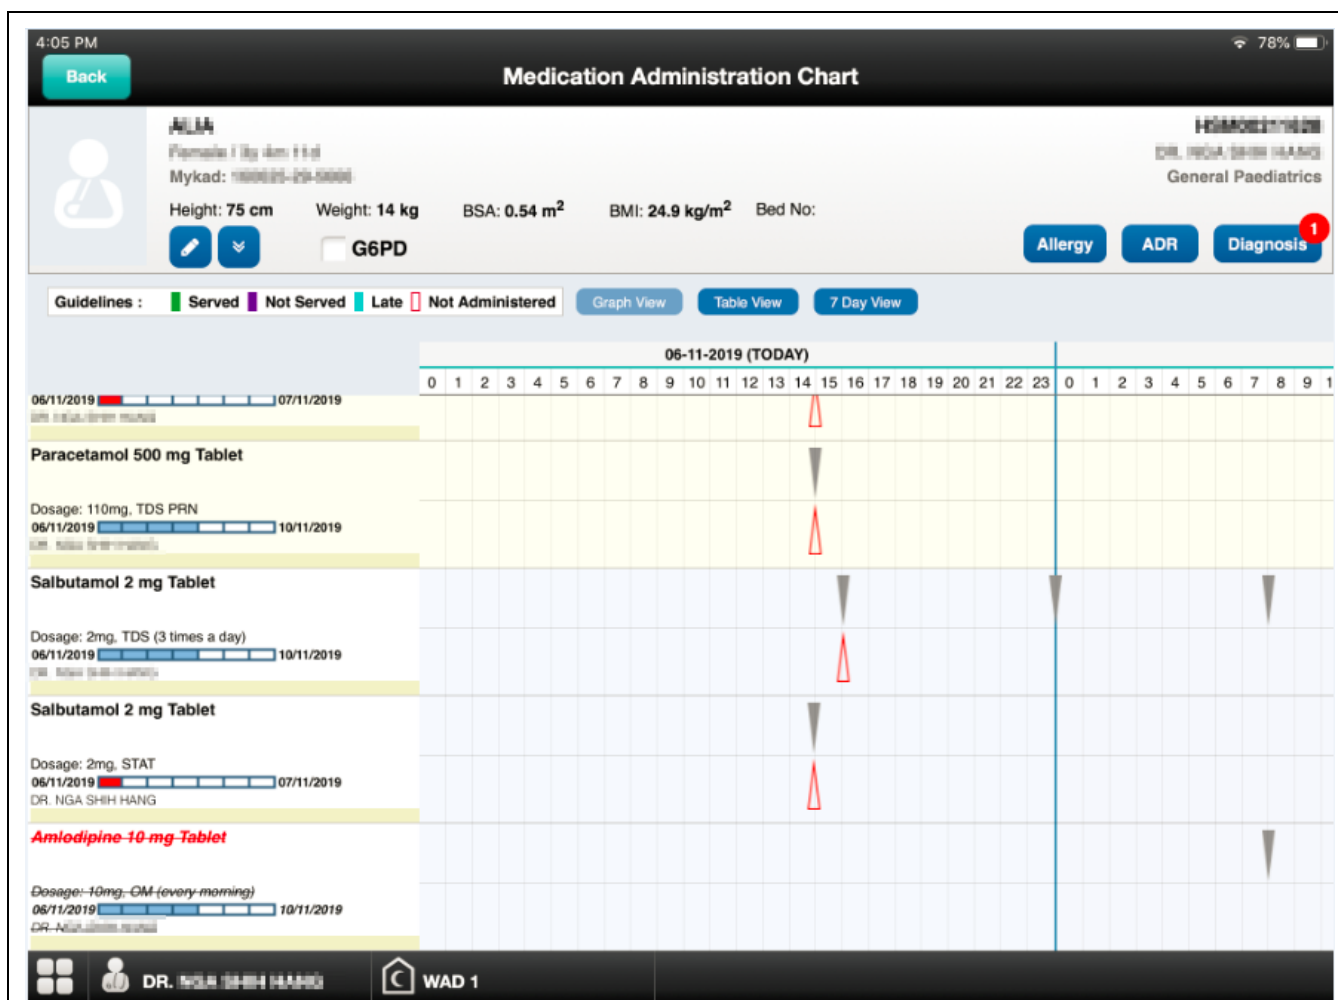 4:05 PM
78%
Back
Medication Administration Chart
ALIA
Mykad:
General Paediatrics
Height: 75 cm Weight: 14 kg BSA: 0.54 m² BMI: 24.9 kg/m² Bed No:
G6PD
Allergy ADR Diagnosis 1
Guidelines : Served Not Served Late Not Administered Graph View Table View 7 Day View
06-11-2019 (TODAY)
0 1 2 3 4 5 6 7 8 9 10 11 12 13 14 15 16 17 18 19 20 21 22 23 0 1 2 3 4 5 6 7 8 9 1
06/11/2019 07/11/2019
Paracetamol 500 mg Tablet
Dosage: 110mg, TDS PRN
06/11/2019 10/11/2019
Salbutamol 2 mg Tablet
Dosage: 2mg, TDS (3 times a day)
06/11/2019 10/11/2019
Salbutamol 2 mg Tablet
Dosage: 2mg, STAT
06/11/2019 07/11/2019
DR. NGA SHIH HANG
Amlodipine 10 mg Tablet
Dosage: 10mg, OM (every morning)
06/11/2019 10/11/2019
DR.
DR.
WAD 1